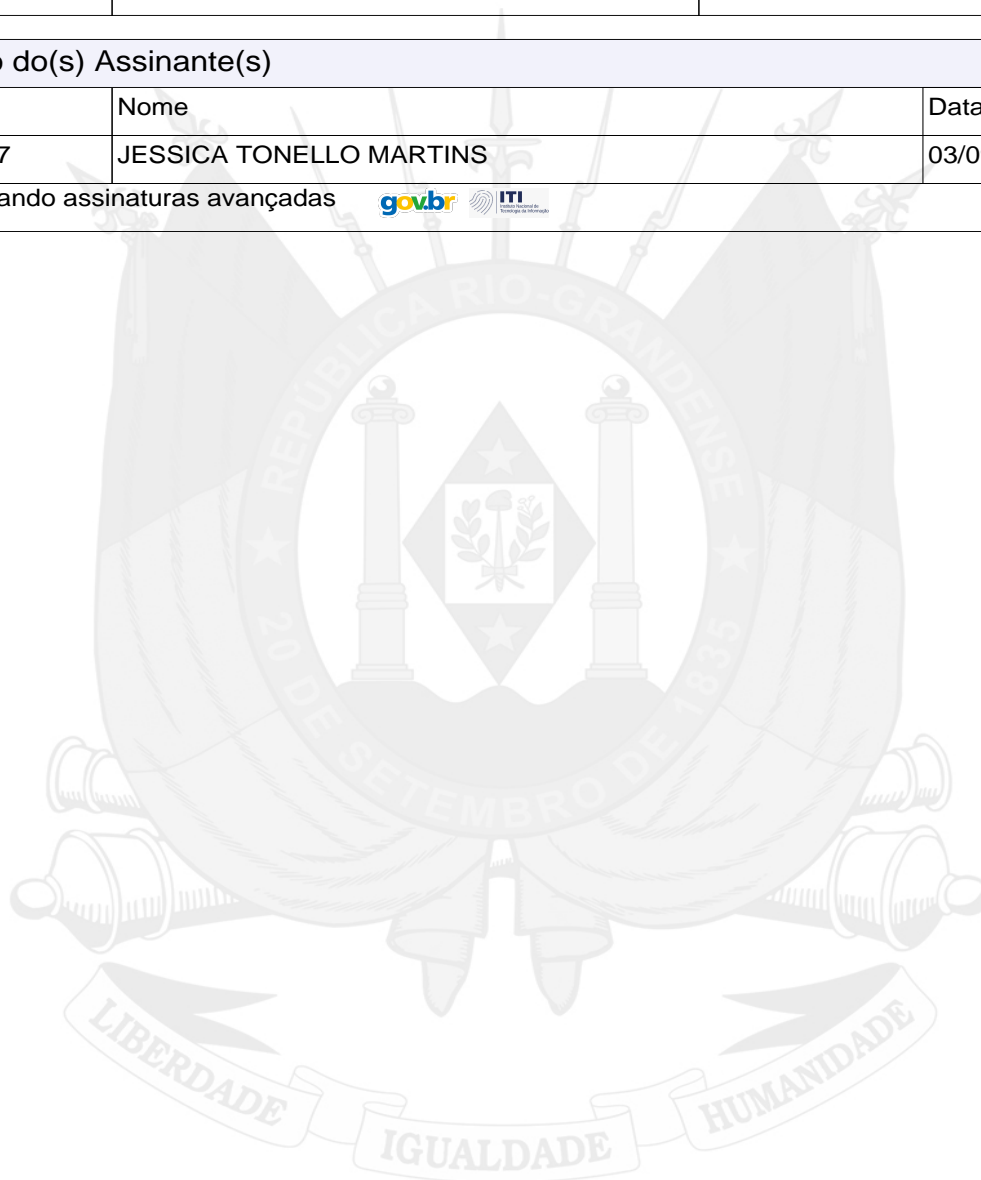 o do(s) Assinante(s)
Nome
Data
7
JESSICA TONELLO MARTINS
03/0
ando assinaturas avançadas gov.br ITI
REPÚBLICA RIO-GRANDENSE
20 DE SETEMBRO DE 1835
LIBERDADE
IGUALDADE
HUMANIDADE